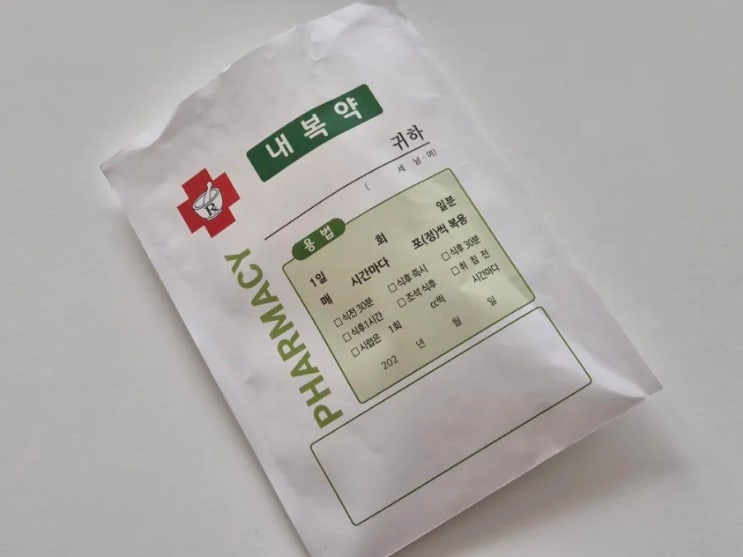 내복약
귀하
( 세 남·여)
℞
PHARMACY
용법
1일 회 일분
매 시간마다 포(정)씩 복용
□ 식전 30분 □ 식후 즉시 □ 식후 30분
□ 식후1시간 □ 조석 식후 □ 취 침 전
□ 시럽은 1회 cc씩 시간마다
202 년 월 일